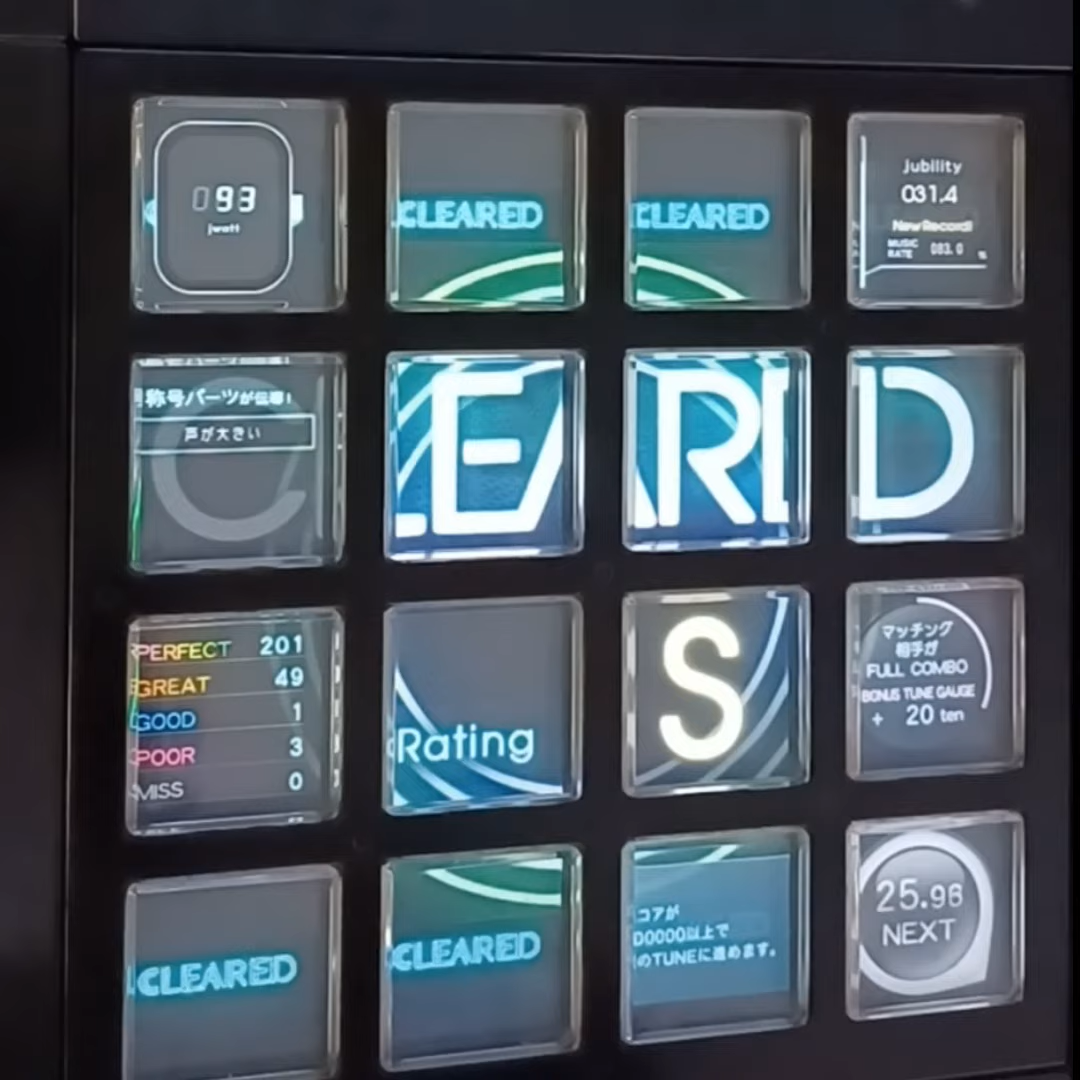 093
jwatt
CLEARED
CLEARED
jubility
031.4
New Record!
MUSIC
RATE 083.0 %
称号パーツが伝導!
声が大きい
C
LEARED
PERFECT 201
GREAT 49
GOOD 1
POOR 3
MISS 0
Rating
S
マッチング
相手が
FULL COMBO
BONUS TUNE GAUGE
+ 20 ten
CLEARED
CLEARED
コアが
0000以上で
のTUNEに進めます。
25.96
NEXT